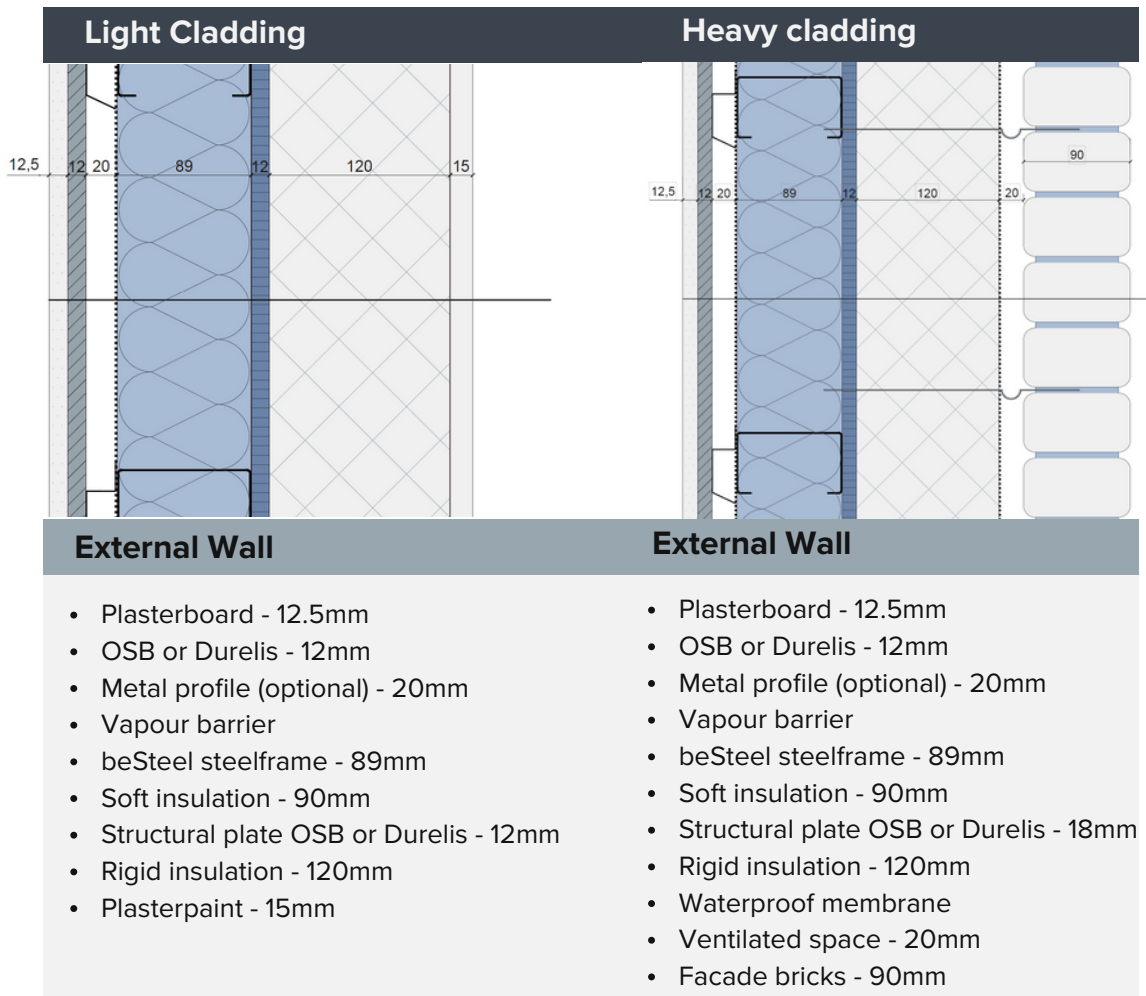 Light Cladding
12,5 12 20 89 12 120 15
External Wall
• Plasterboard - 12.5mm
• OSB or Durelis - 12mm
• Metal profile (optional) - 20mm
• Vapour barrier
• beSteel steelframe - 89mm
• Soft insulation - 90mm
• Structural plate OSB or Durelis - 12mm
• Rigid insulation - 120mm
• Plasterpaint - 15mm
Heavy cladding
90
12,5 12 20 89 12 120 20
External Wall
• Plasterboard - 12.5mm
• OSB or Durelis - 12mm
• Metal profile (optional) - 20mm
• Vapour barrier
• beSteel steelframe - 89mm
• Soft insulation - 90mm
• Structural plate OSB or Durelis - 18mm
• Rigid insulation - 120mm
• Waterproof membrane
• Ventilated space - 20mm
• Facade bricks - 90mm